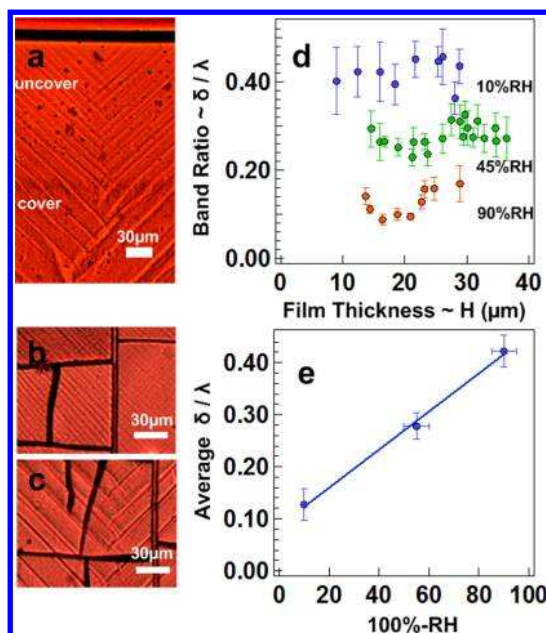 a
uncover
cover
30µm
b
30µm
c
30µm
d
Band Ratio ~ δ / λ
0.40
0.20
0.00
10%RH
45%RH
90%RH
0 10 20 30 40
Film Thickness ~ H (µm)
e
Average δ / λ
0.40
0.30
0.20
0.10
0.00
0 20 40 60 80 100
100%-RH